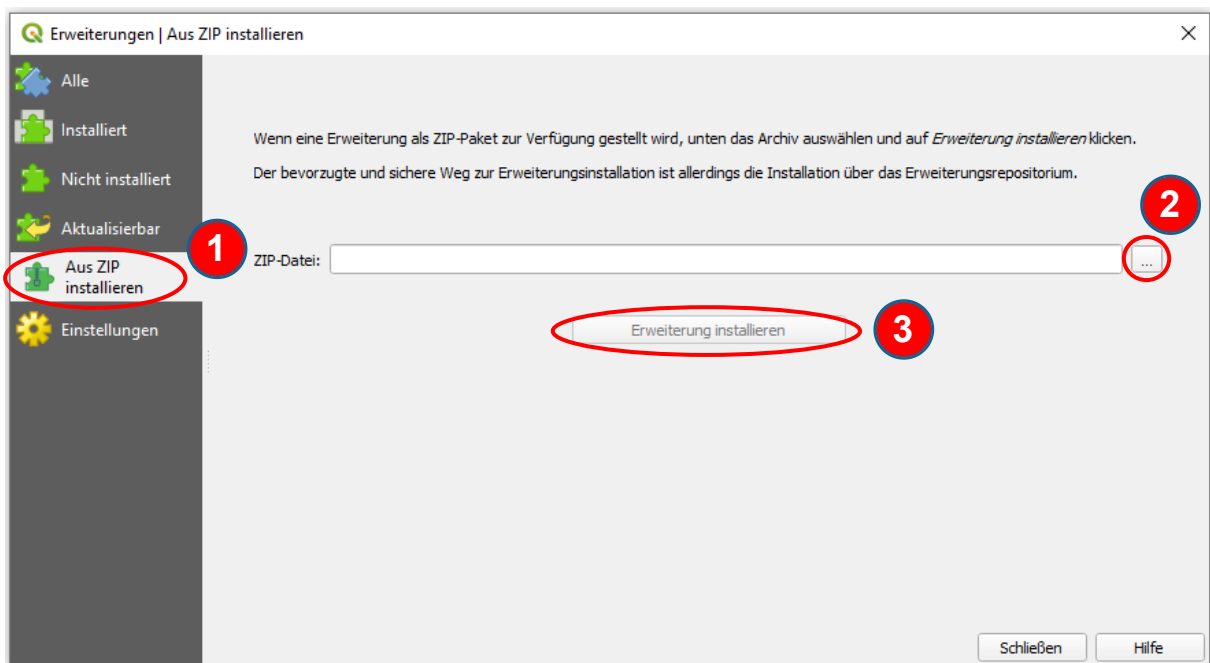 Erweiterungen | Aus ZIP installieren
Alle
Installiert
Nicht installiert
Aktualisierbar
Aus ZIP
installieren
Einstellungen
Wenn eine Erweiterung als ZIP-Paket zur Verfügung gestellt wird, unten das Archiv auswählen und auf Erweiterung installieren klicken.
Der bevorzugte und sichere Weg zur Erweiterungsinstallation ist allerdings die Installation über das Erweiterungsrepositorium.
1
2
ZIP-Datei:
...
Erweiterung installieren
3
Schließen
Hilfe